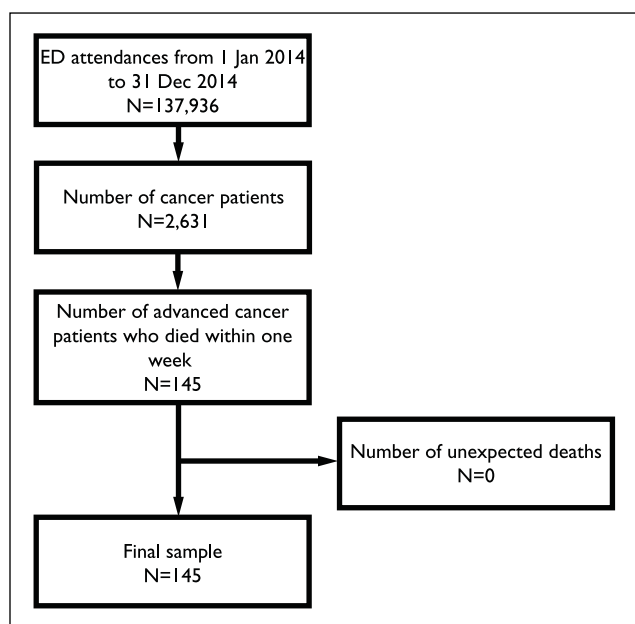 ED attendances from 1 Jan 2014
to 31 Dec 2014
N=137,936
Number of cancer patients
N=2,631
Number of advanced cancer
patients who died within one
week
N=145
Number of unexpected deaths
N=0
Final sample
N=145